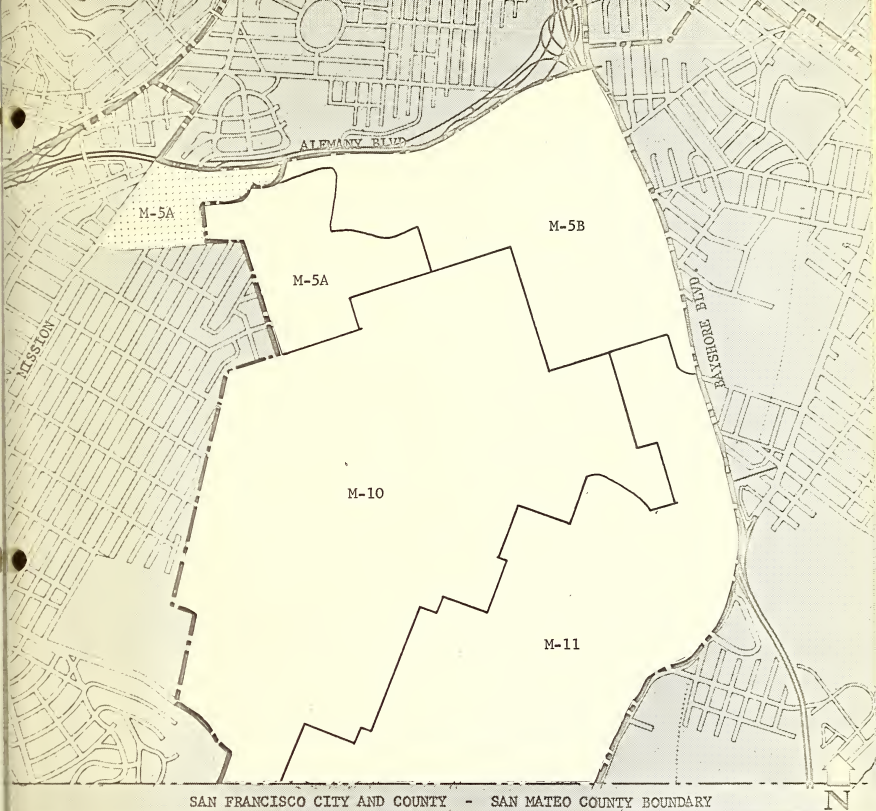 ALEMANY BLVD.
M-5A
M-5B
M-5A
BAYSHORE BLVD.
MISSION
M-10
M-11
SAN FRANCISCO CITY AND COUNTY - SAN MATEO COUNTY BOUNDARY
N